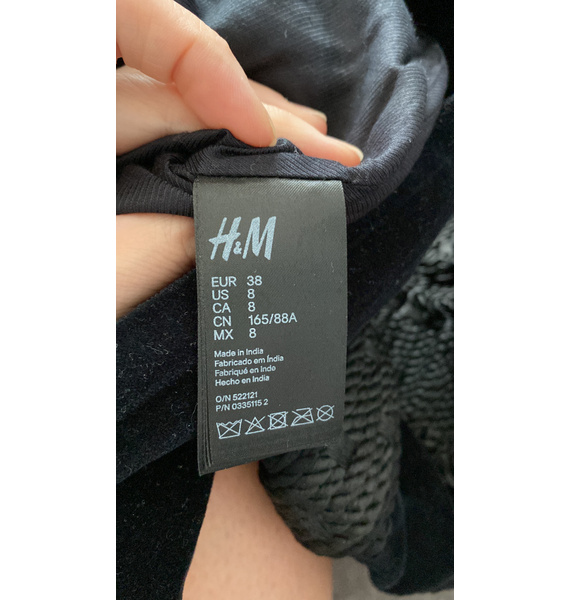 H&M
EUR 38
US 8
CA 8
CN 165/88A
MX 8
Made in India
Fabricado em Índia
Fabriqué en Inde
Hecho en India
O/N 522121
P/N 0335115 2